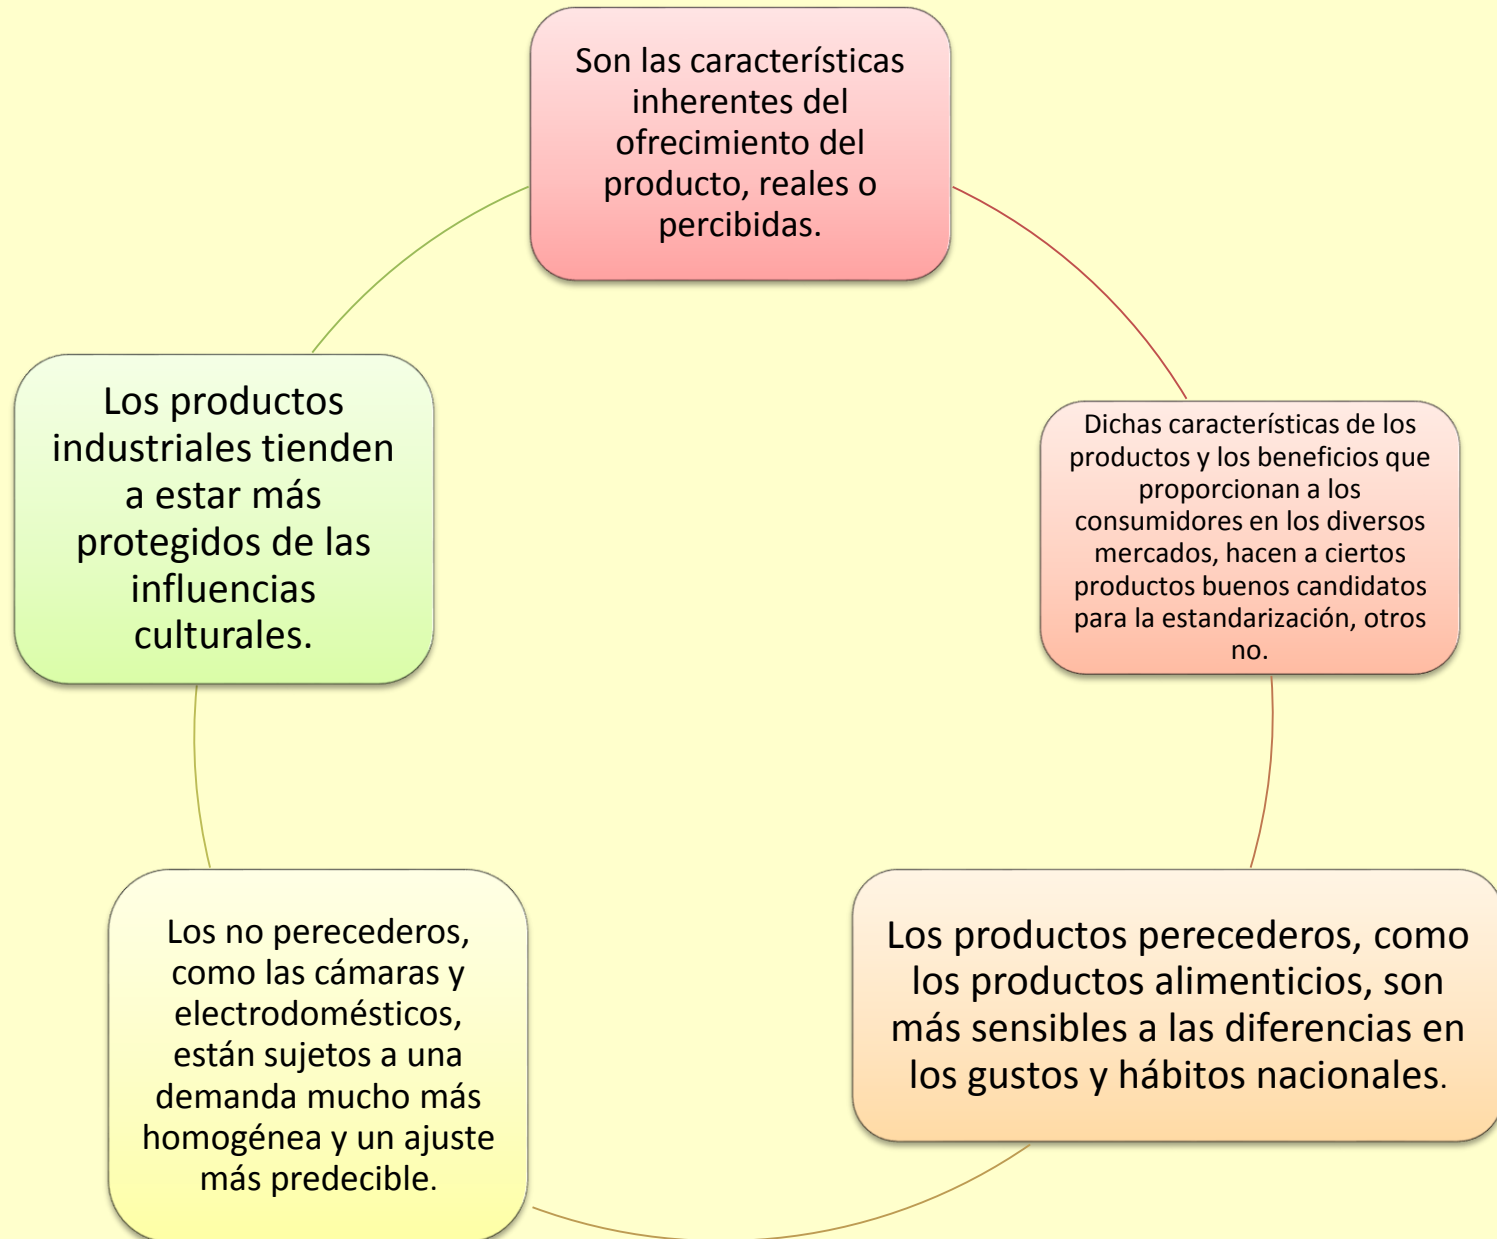 Son las características
inherentes del
ofrecimiento del
producto, reales o
percibidas.
Dichas características de los
productos y los beneficios que
proporcionan a los
consumidores en los diversos
mercados, hacen a ciertos
productos buenos candidatos
para la estandarización, otros
no.
Los productos perecederos, como
los productos alimenticios, son
más sensibles a las diferencias en
los gustos y hábitos nacionales.
Los no perecederos,
como las cámaras y
electrodomésticos,
están sujetos a una
demanda mucho más
homogénea y un ajuste
más predecible.
Los productos
industriales tienden
a estar más
protegidos de las
influencias
culturales.